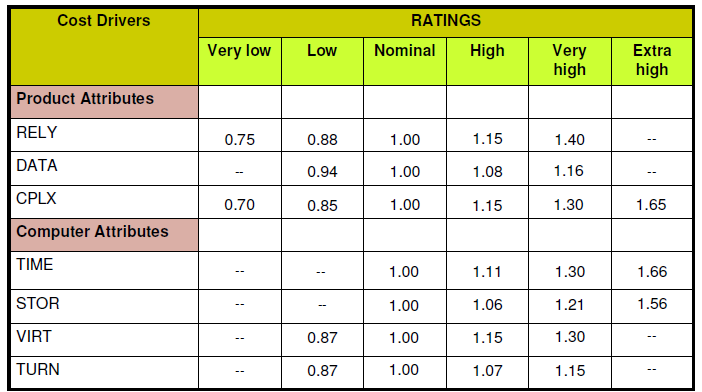 Cost Drivers RATINGS
Very low Low Nominal High Very high Extra high
Product Attributes
RELY 0.75 0.88 1.00 1.15 1.40 --
DATA -- 0.94 1.00 1.08 1.16 --
CPLX 0.70 0.85 1.00 1.15 1.30 1.65
Computer Attributes
TIME -- -- 1.00 1.11 1.30 1.66
STOR -- -- 1.00 1.06 1.21 1.56
VIRT -- 0.87 1.00 1.15 1.30 --
TURN -- 0.87 1.00 1.07 1.15 --